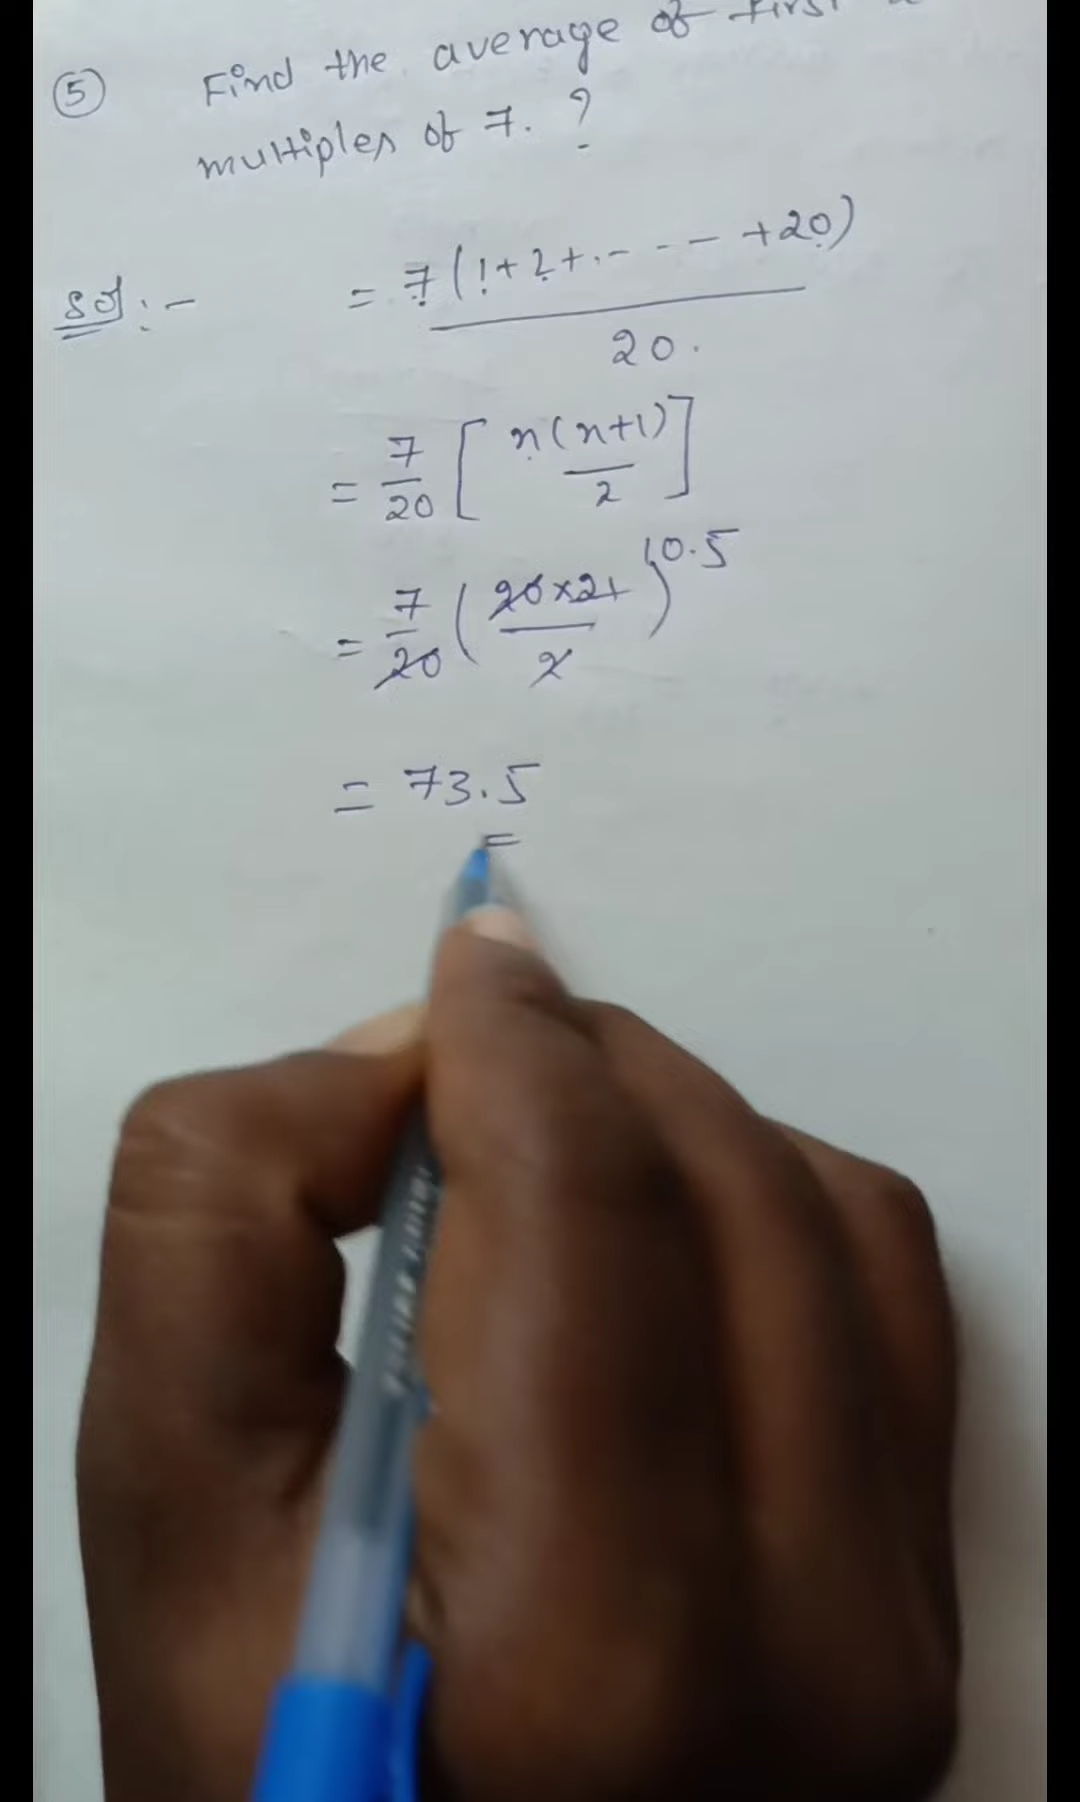 ⑤ Find the average of first
multiples of 7. ?
Sol :- = 7(1+2+.---+20)
20.
= 7/20 [n(n+1)/2]
= 7/20 (20×21/2) 10.5
= 73.5
=